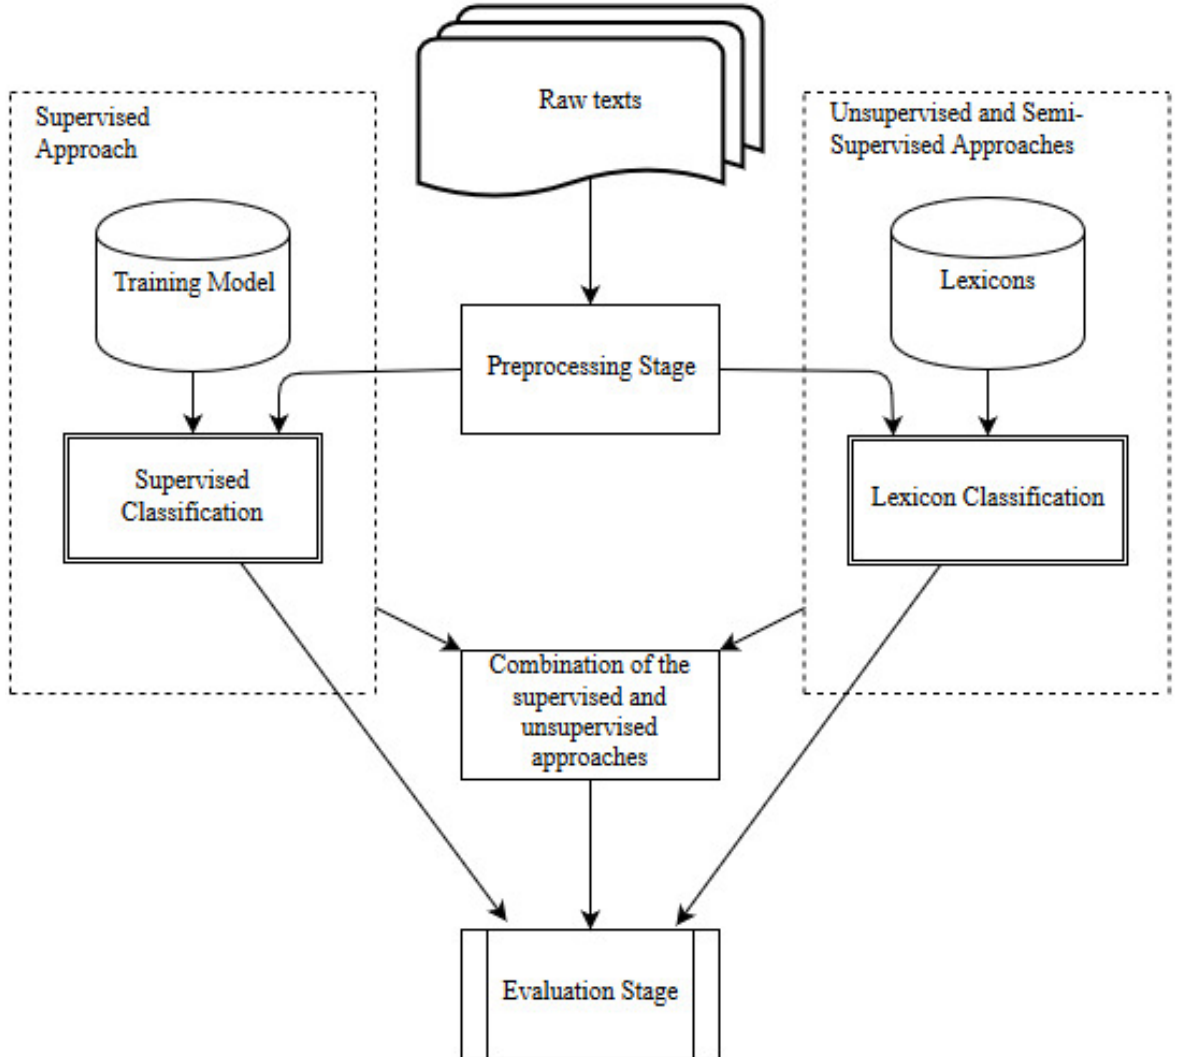 Raw texts
Supervised
Approach
Unsupervised and Semi-
Supervised Approaches
Training Model
Lexicons
Preprocessing Stage
Supervised
Classification
Lexicon Classification
Combination of the
supervised and
unsupervised
approaches
Evaluation Stage